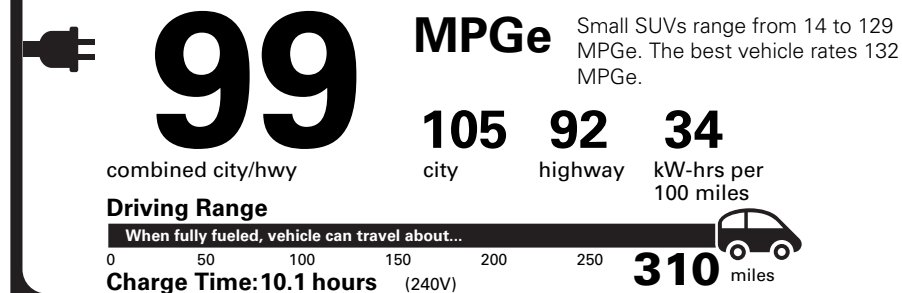 99
MPGe
Small SUVs range from 14 to 129
MPGe. The best vehicle rates 132
MPGe.
105
92
34
combined city/hwy
city
highway
kW-hrs per
100 miles
Driving Range
When fully fueled, vehicle can travel about...
0 50 100 150 200 250 310 miles
Charge Time: 10.1 hours (240V)